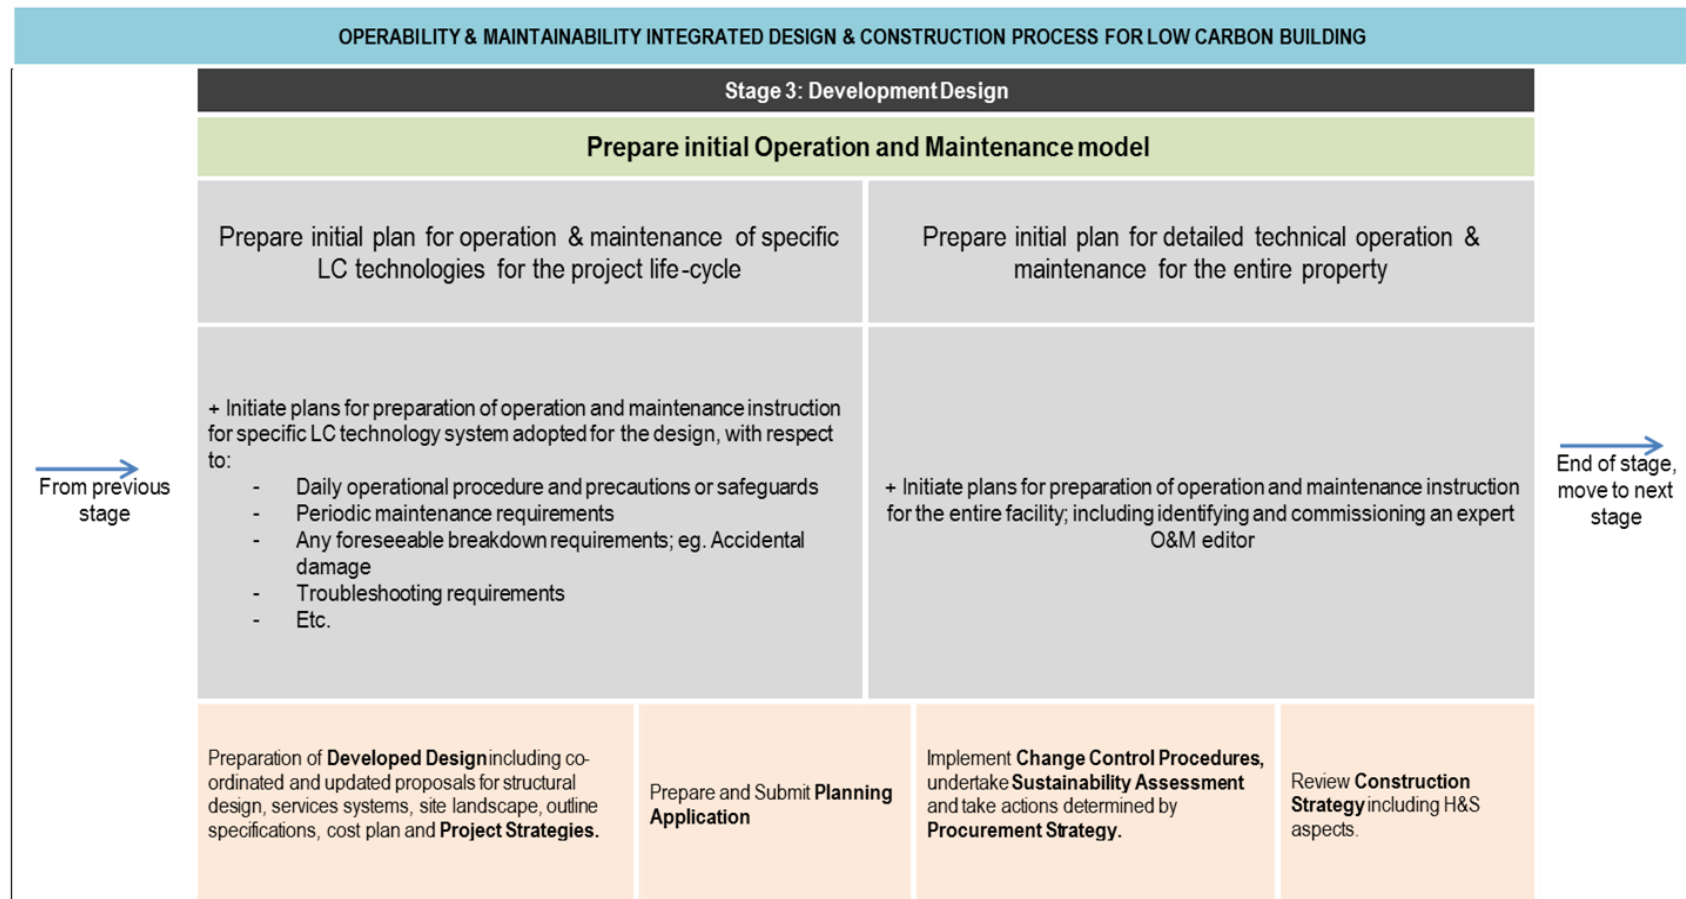 OPERABILITY & MAINTAINABILITY INTEGRATED DESIGN & CONSTRUCTION PROCESS FOR LOW CARBON BUILDING
Stage 3: Development Design
Prepare initial Operation and Maintenance model
Prepare initial plan for operation & maintenance of specific
LC technologies for the project life-cycle
Prepare initial plan for detailed technical operation &
maintenance for the entire property
From previous
stage
+ Initiate plans for preparation of operation and maintenance instruction
for specific LC technology system adopted for the design, with respect
to:
- Daily operational procedure and precautions or safeguards
- Periodic maintenance requirements
- Any foreseeable breakdown requirements; eg. Accidental
damage
- Troubleshooting requirements
- Etc.
+ Initiate plans for preparation of operation and maintenance instruction
for the entire facility; including identifying and commissioning an expert
O&M editor
End of stage,
move to next
stage
Preparation of Developed Design including co-
ordinated and updated proposals for structural
design, services systems, site landscape, outline
specifications, cost plan and Project Strategies.
Prepare and Submit Planning
Application
Implement Change Control Procedures,
undertake Sustainability Assessment
and take actions determined by
Procurement Strategy.
Review Construction
Strategy including H&S
aspects.